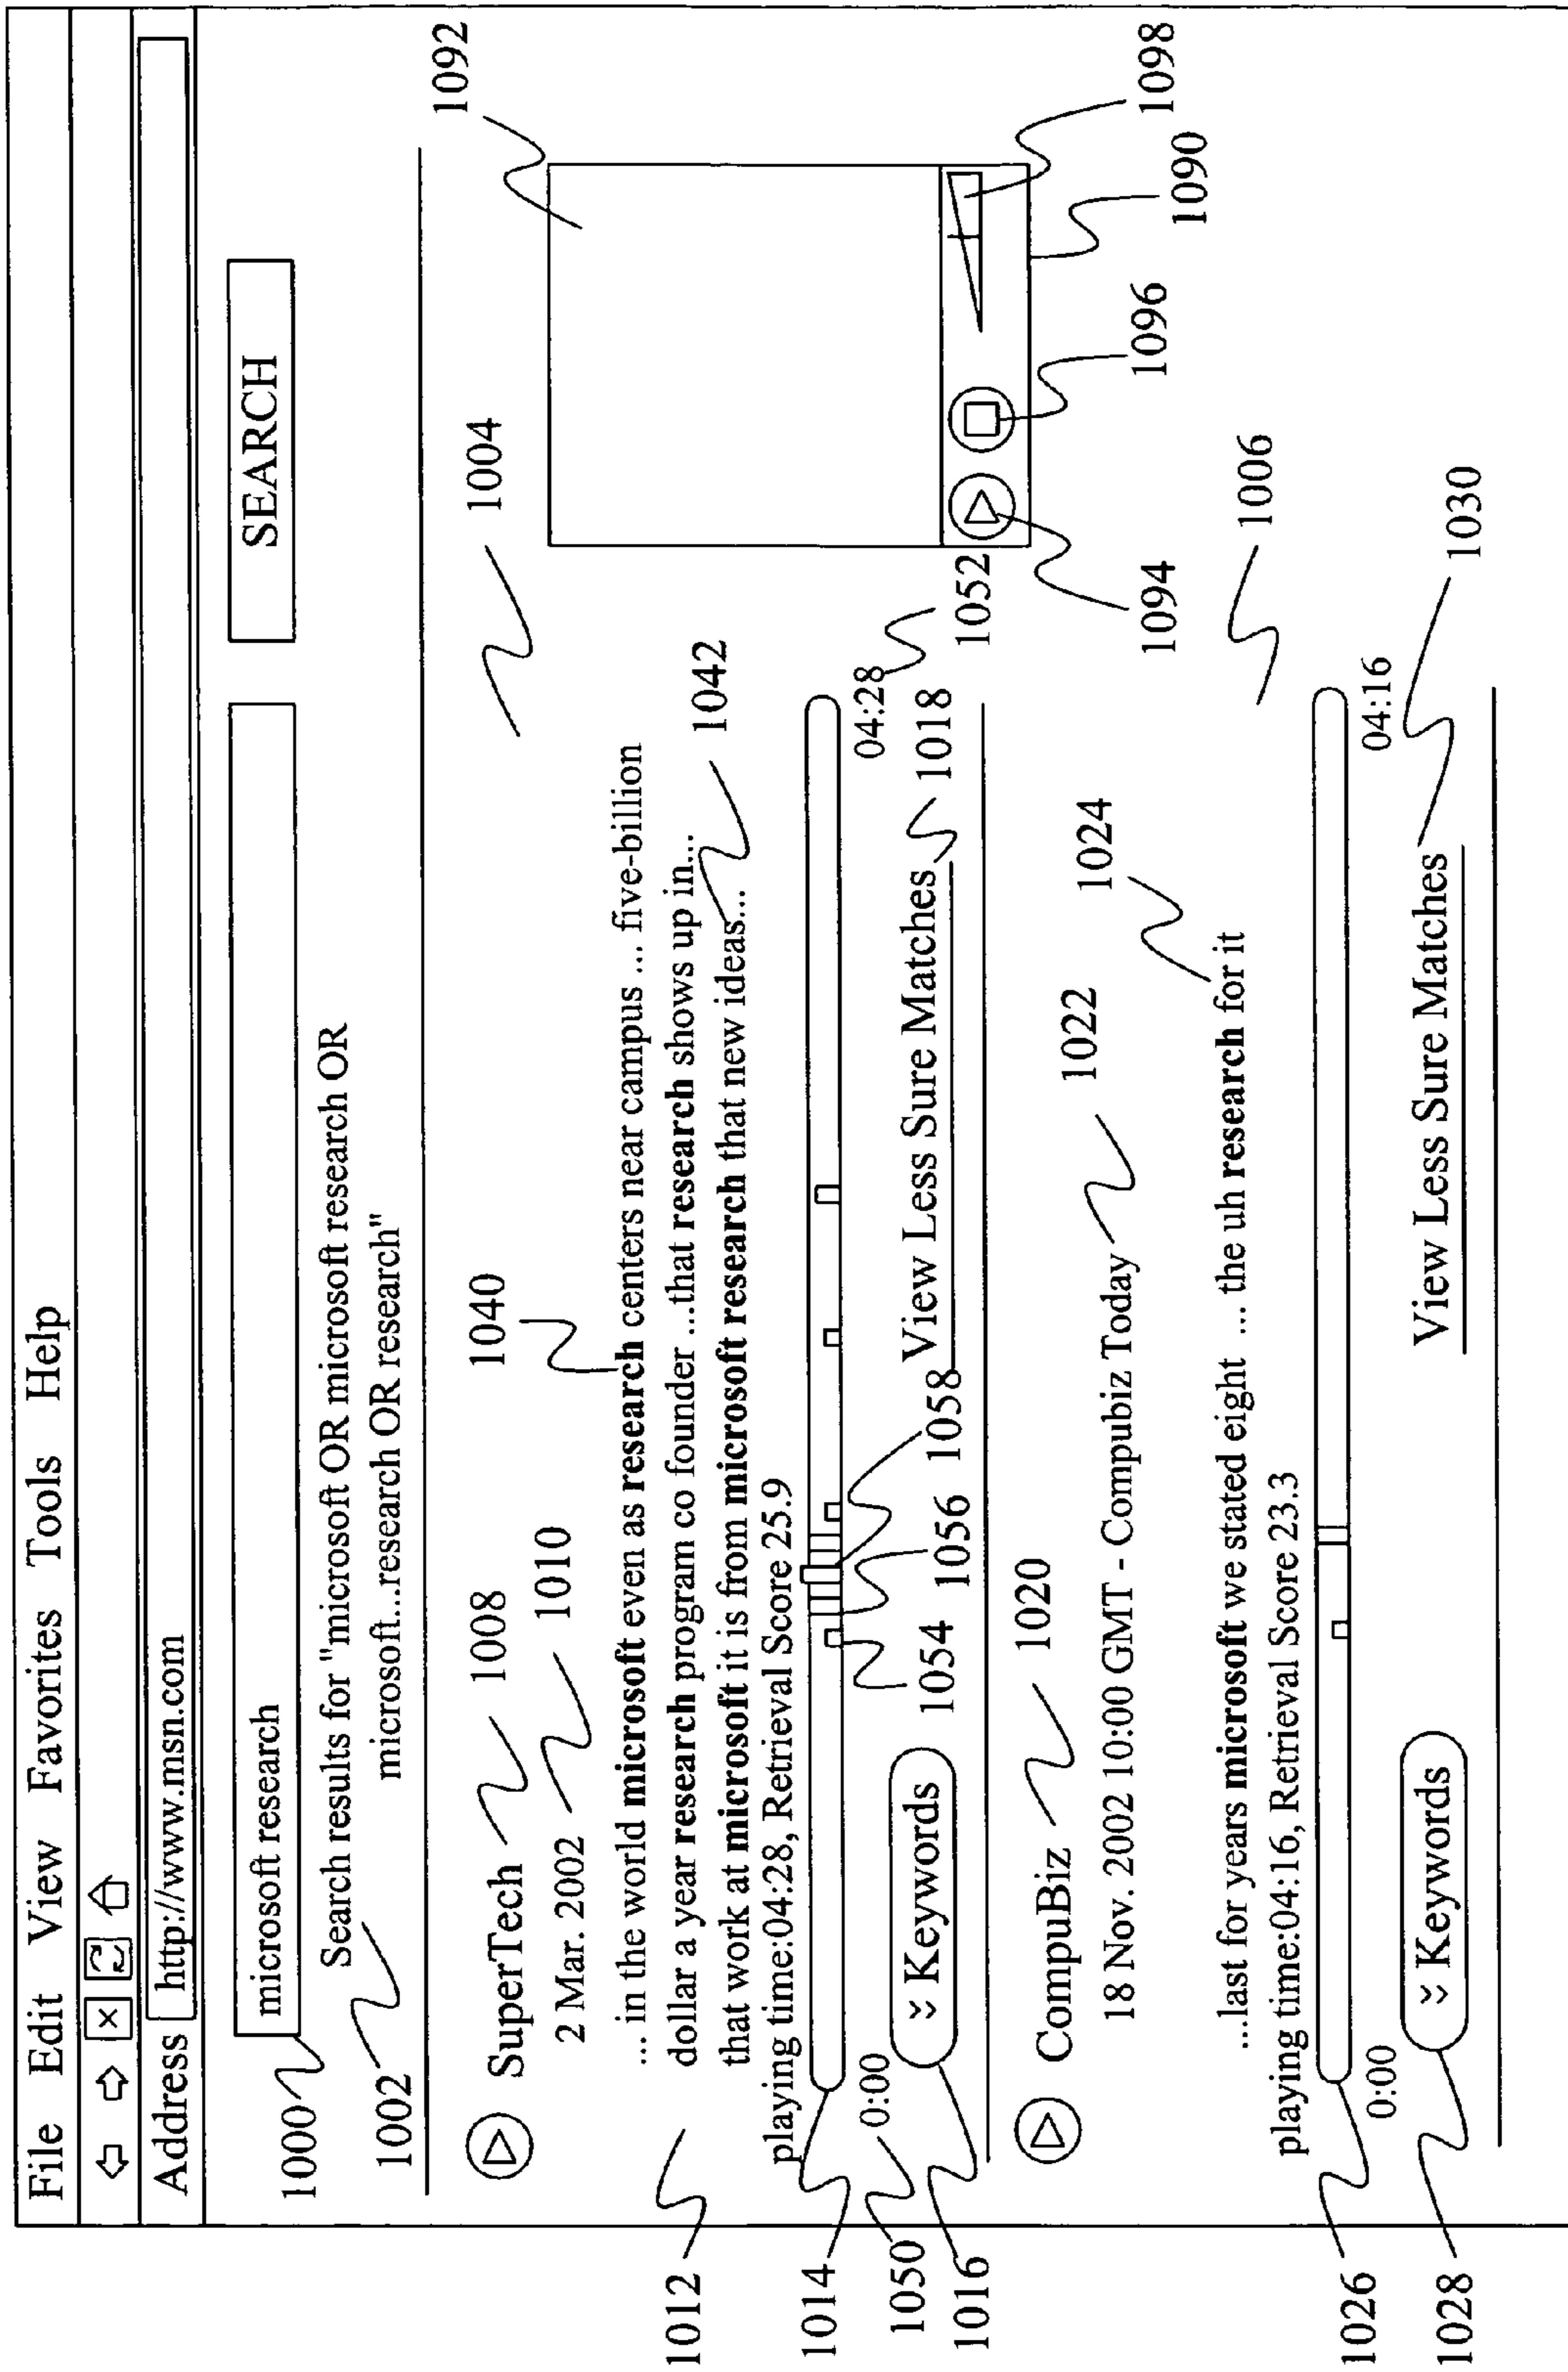 File Edit View Favorites Tools Help
Address http://www.msn.com
microsoft research
SEARCH
1000
1002
Search results for "microsoft OR microsoft research OR
microsoft...research OR research"
1004
1092
SuperTech
1008
2 Mar. 2002
1010
1040
1012
... in the world microsoft even as research centers near campus ... five-billion
dollar a year research program co founder ...that research shows up in...
that work at microsoft it is from microsoft research that new ideas...
1042
playing time:04:28, Retrieval Score 25.9
1014
0:00
04:28
1050
1052
1054
1056
1058
1016
Keywords
View Less Sure Matches
1018
1094
1096
1098
1090
CompuBiz
1020
18 Nov. 2002 10:00 GMT - Compubiz Today
1022
1024
1006
...last for years microsoft we stated eight ... the uh research for it
playing time:04:16, Retrieval Score 23.3
1026
0:00
04:16
1028
Keywords
View Less Sure Matches
1030